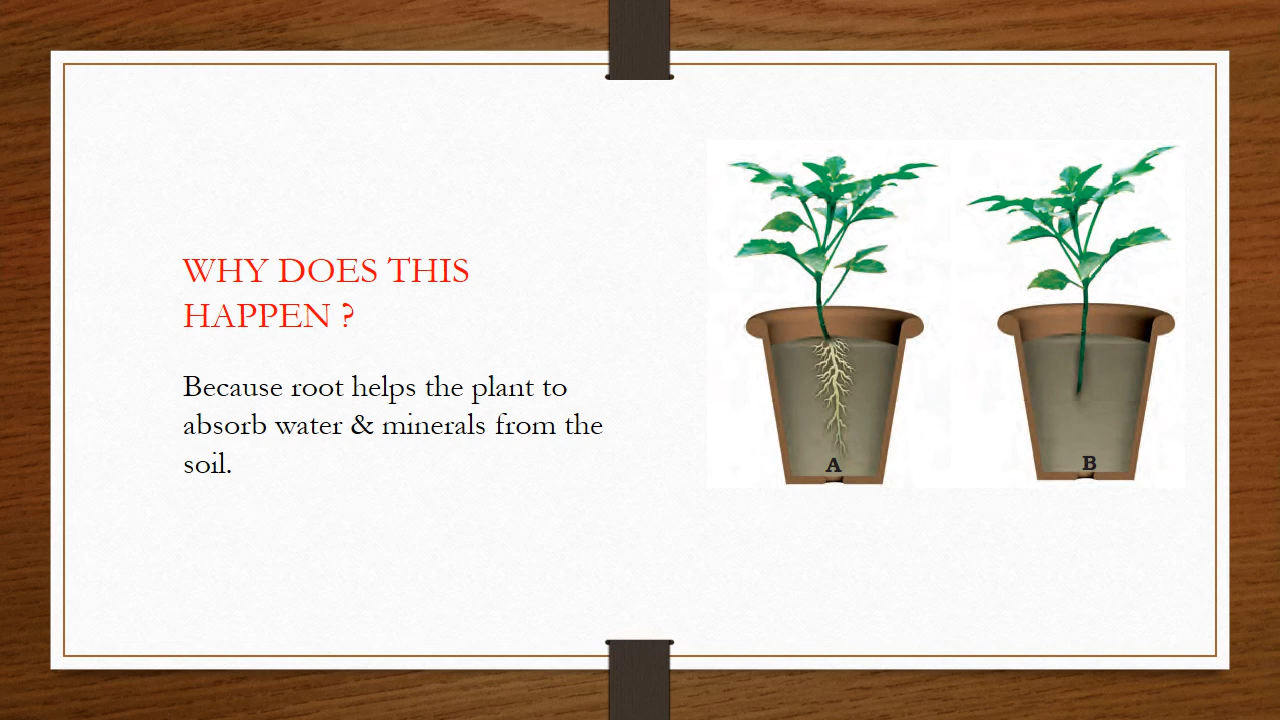 WHY DOES THIS
HAPPEN ?
Because root helps the plant to
absorb water & minerals from the
soil.
A
B